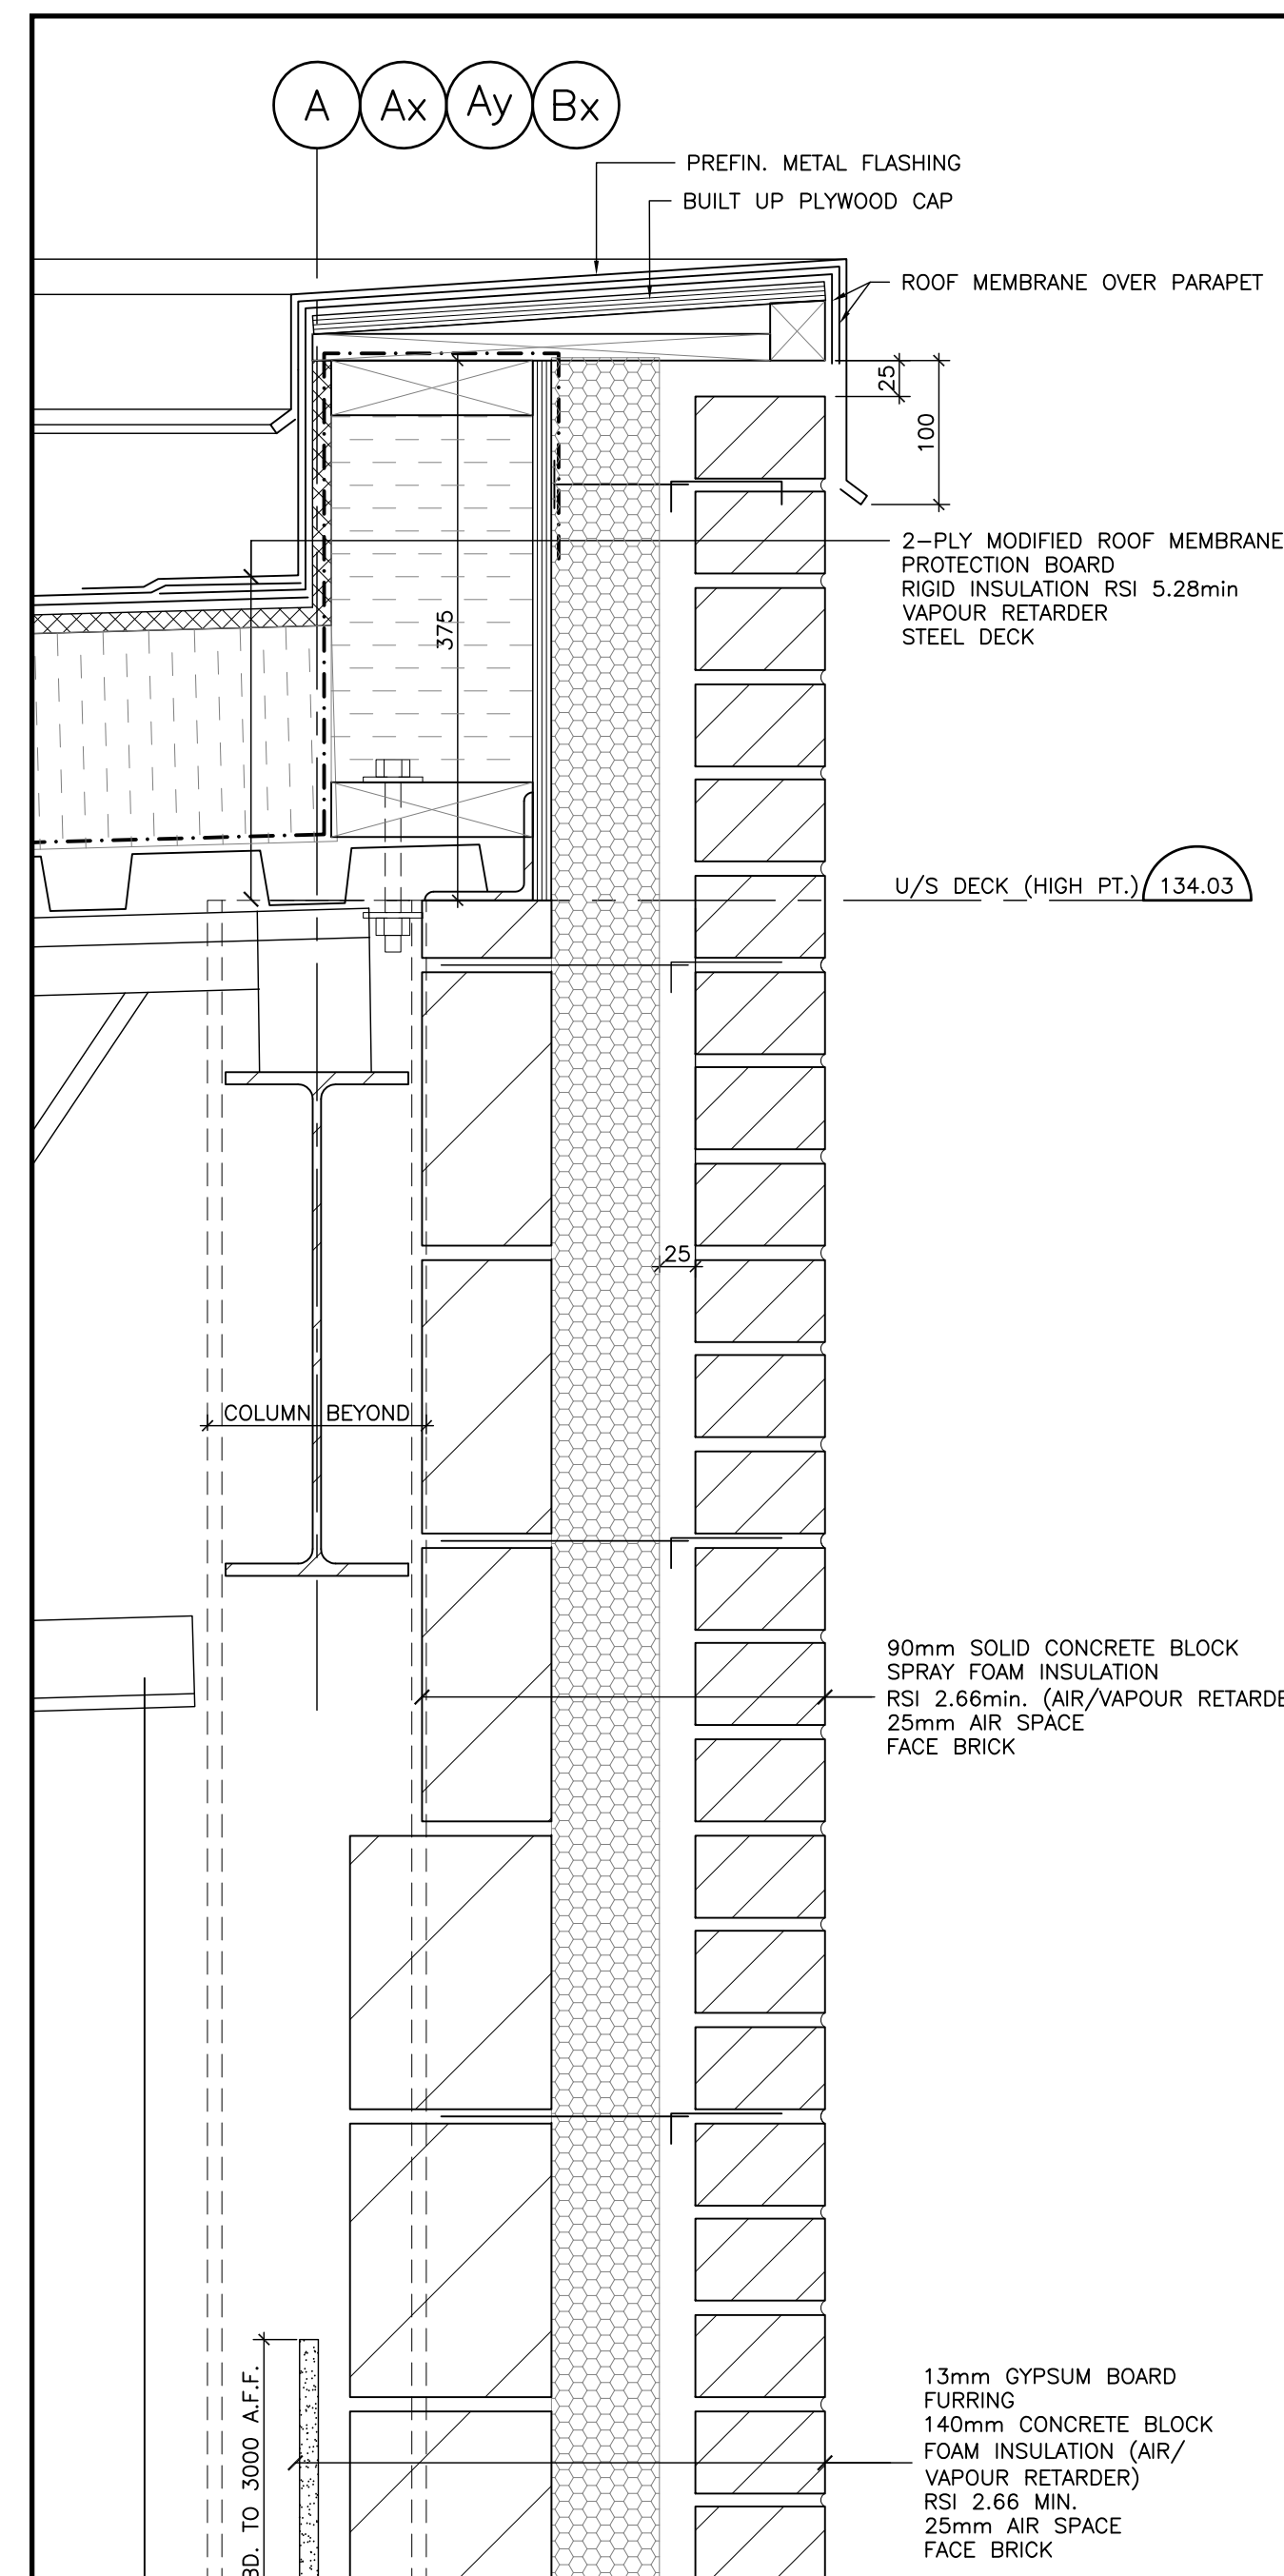 A Ax Ay Bx
PREFIN. METAL FLASHING
BUILT UP PLYWOOD CAP
ROOF MEMBRANE OVER PARAPET
25
100
2-PLY MODIFIED ROOF MEMBRANE
PROTECTION BOARD
RIGID INSULATION RSI 5.28min
VAPOUR RETARDER
STEEL DECK
375
U/S DECK (HIGH PT.) 134.03
25
COLUMN BEYOND
90mm SOLID CONCRETE BLOCK
SPRAY FOAM INSULATION
RSI 2.66min. (AIR/VAPOUR RETARDE
25mm AIR SPACE
FACE BRICK
BD. TO 3000 A.F.F.
13mm GYPSUM BOARD
FURRING
140mm CONCRETE BLOCK
FOAM INSULATION (AIR/
VAPOUR RETARDER)
RSI 2.66 MIN.
25mm AIR SPACE
FACE BRICK